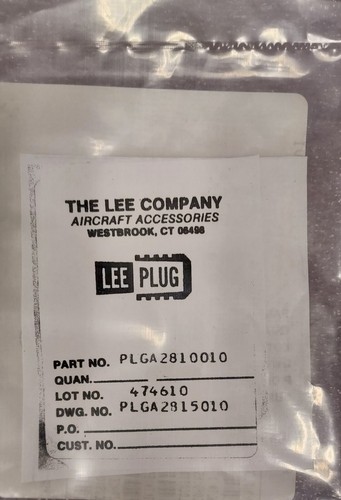 THE LEE COMPANY
AIRCRAFT ACCESSORIES
WESTBROOK, CT 06498
LEE PLUG
PART NO. PLGA2810010
QUAN.
LOT NO. 474610
DWG. NO. PLGA2815010
P.O.
CUST. NO.